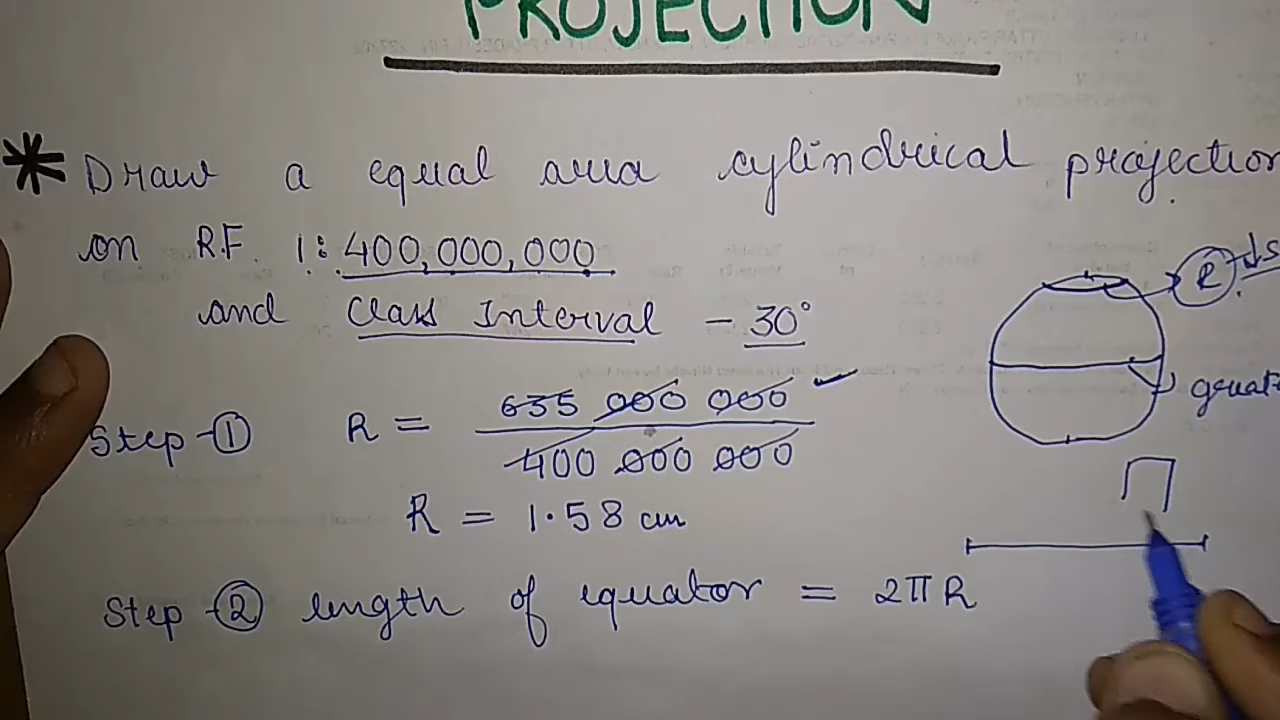 PROJECTION
* Draw a equal area cylindrical projection
on R.F. 1:400,000,000
and Class Interval - 30°
Step-① R = 635 000 000 / 400 000 000
R = 1.58 cm
Step-② length of equator = 2πR
R